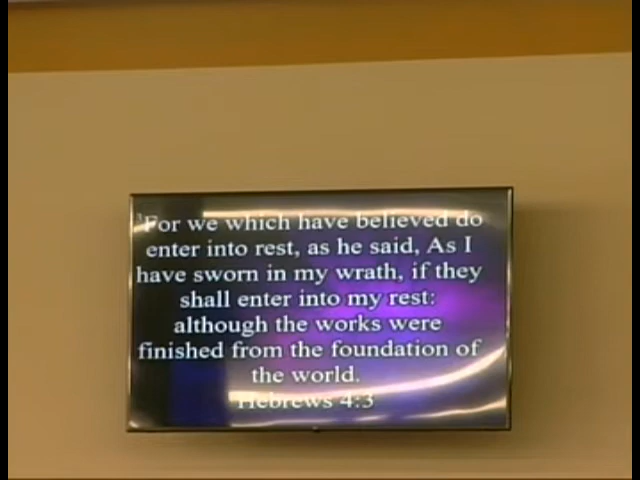 ³For we which have believed do
enter into rest, as he said, As I
have sworn in my wrath, if they
shall enter into my rest:
although the works were
finished from the foundation of
the world.
Hebrews 4:3